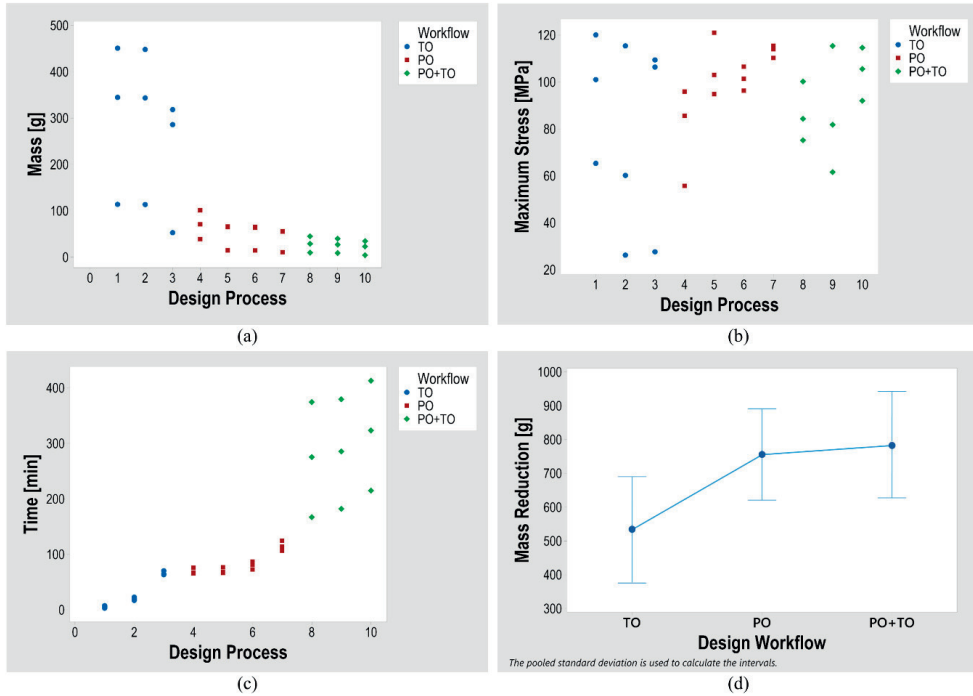 500
400
300
200
100
0
Mass [g]
0 1 2 3 4 5 6 7 8 9 10
Design Process
Workflow
TO
PO
PO+TO
(a)
120
100
80
60
40
20
Maximum Stress [MPa]
1 2 3 4 5 6 7 8 9 10
Design Process
Workflow
TO
PO
PO+TO
(b)
400
300
200
100
0
Time [min]
0 2 4 6 8 10
Design Process
Workflow
TO
PO
PO+TO
(c)
1000
900
800
700
600
500
400
300
Mass Reduction [g]
TO PO PO+TO
Design Workflow
The pooled standard deviation is used to calculate the intervals.
(d)